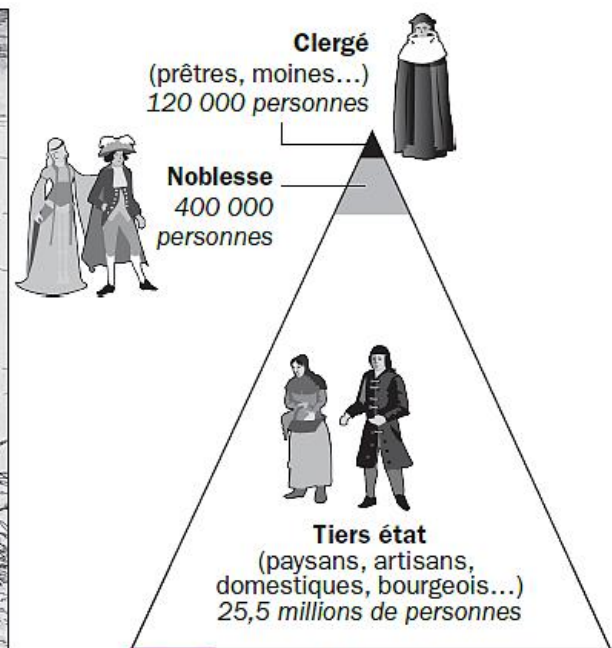 Clergé
(prêtres, moines...)
120 000 personnes
Noblesse
400 000
personnes
Tiers état
(paysans, artisans,
domestiques, bourgeois...)
25,5 millions de personnes